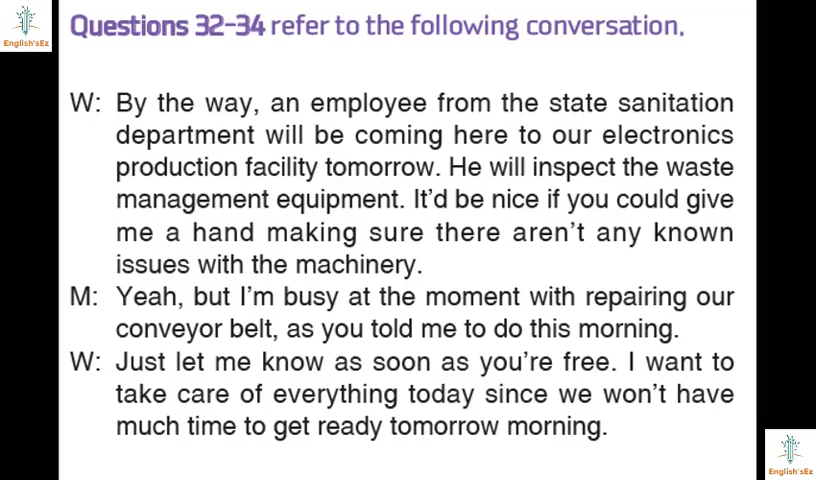 English'sEz
Questions 32-34 refer to the following conversation.
W: By the way, an employee from the state sanitation
department will be coming here to our electronics
production facility tomorrow. He will inspect the waste
management equipment. It'd be nice if you could give
me a hand making sure there aren't any known
issues with the machinery.
M: Yeah, but I'm busy at the moment with repairing our
conveyor belt, as you told me to do this morning.
W: Just let me know as soon as you're free. I want to
take care of everything today since we won't have
much time to get ready tomorrow morning.
English'sEz